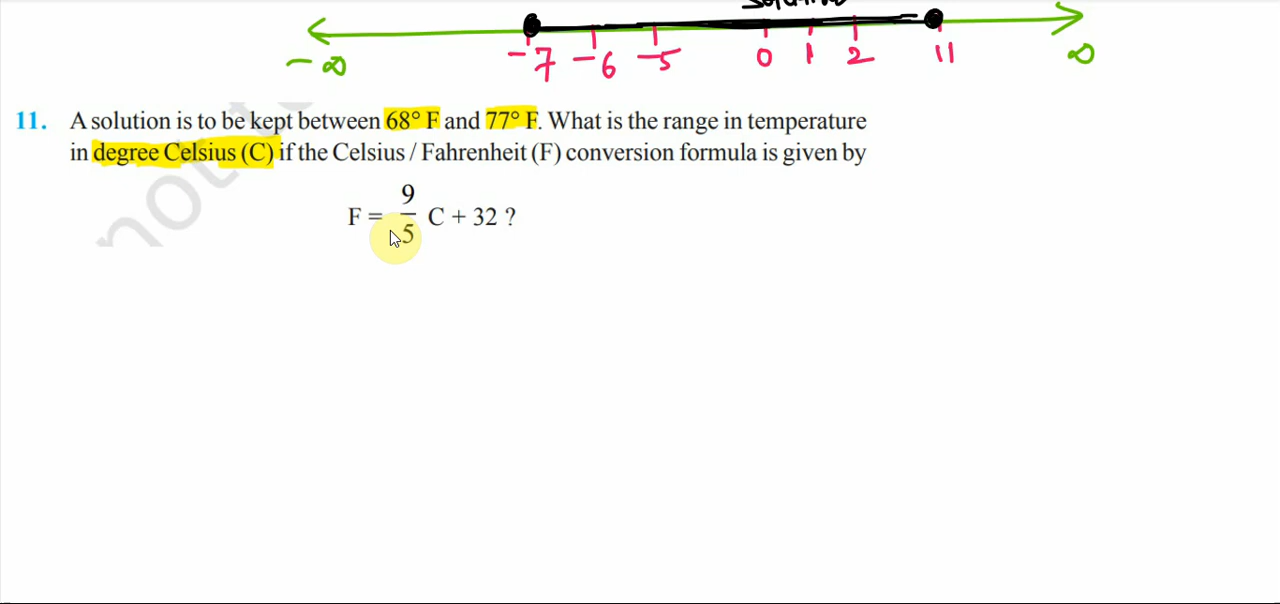 -∞ -7 -6 -5 0 1 2 11 ∞
11. A solution is to be kept between 68° F and 77° F. What is the range in temperature
in degree Celsius (C) if the Celsius / Fahrenheit (F) conversion formula is given by
F = 9/5 C + 32 ?
not